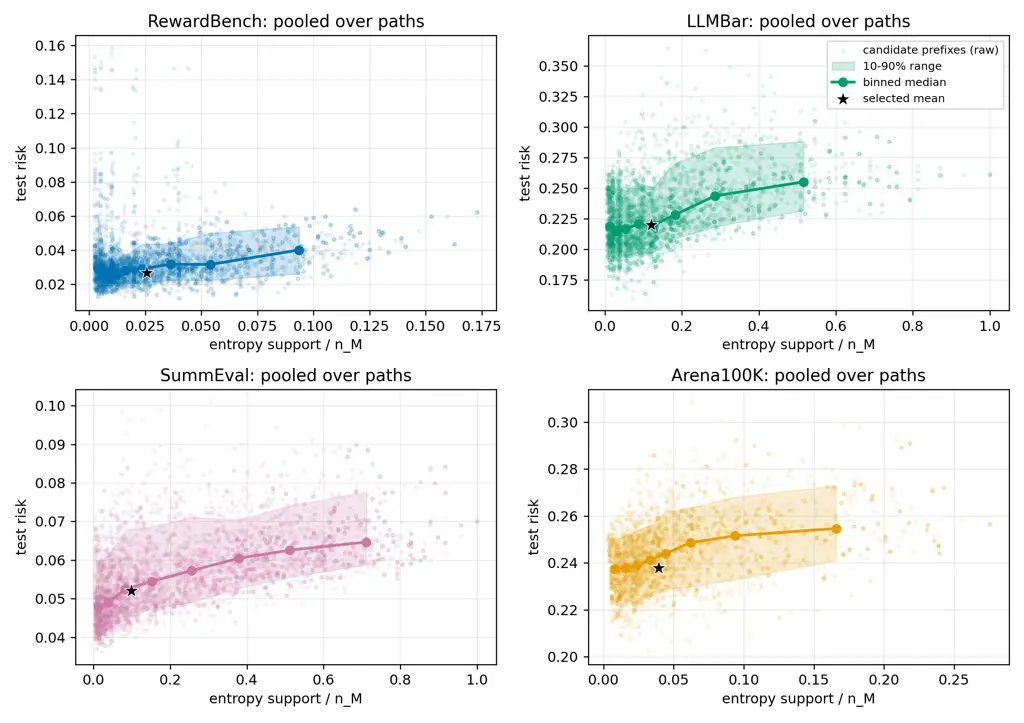 RewardBench: pooled over paths
test risk
0.16
0.14
0.12
0.10
0.08
0.06
0.04
0.02
0.000 0.025 0.050 0.075 0.100 0.125 0.150 0.175
entropy support / n_M
LLMBar: pooled over paths
candidate prefixes (raw)
10-90% range
binned median
selected mean
test risk
0.350
0.325
0.300
0.275
0.250
0.225
0.200
0.175
0.0 0.2 0.4 0.6 0.8 1.0
entropy support / n_M
SummEval: pooled over paths
test risk
0.10
0.09
0.08
0.07
0.06
0.05
0.04
0.0 0.2 0.4 0.6 0.8 1.0
entropy support / n_M
Arena100K: pooled over paths
test risk
0.30
0.28
0.26
0.24
0.22
0.20
0.00 0.05 0.10 0.15 0.20 0.25
entropy support / n_M